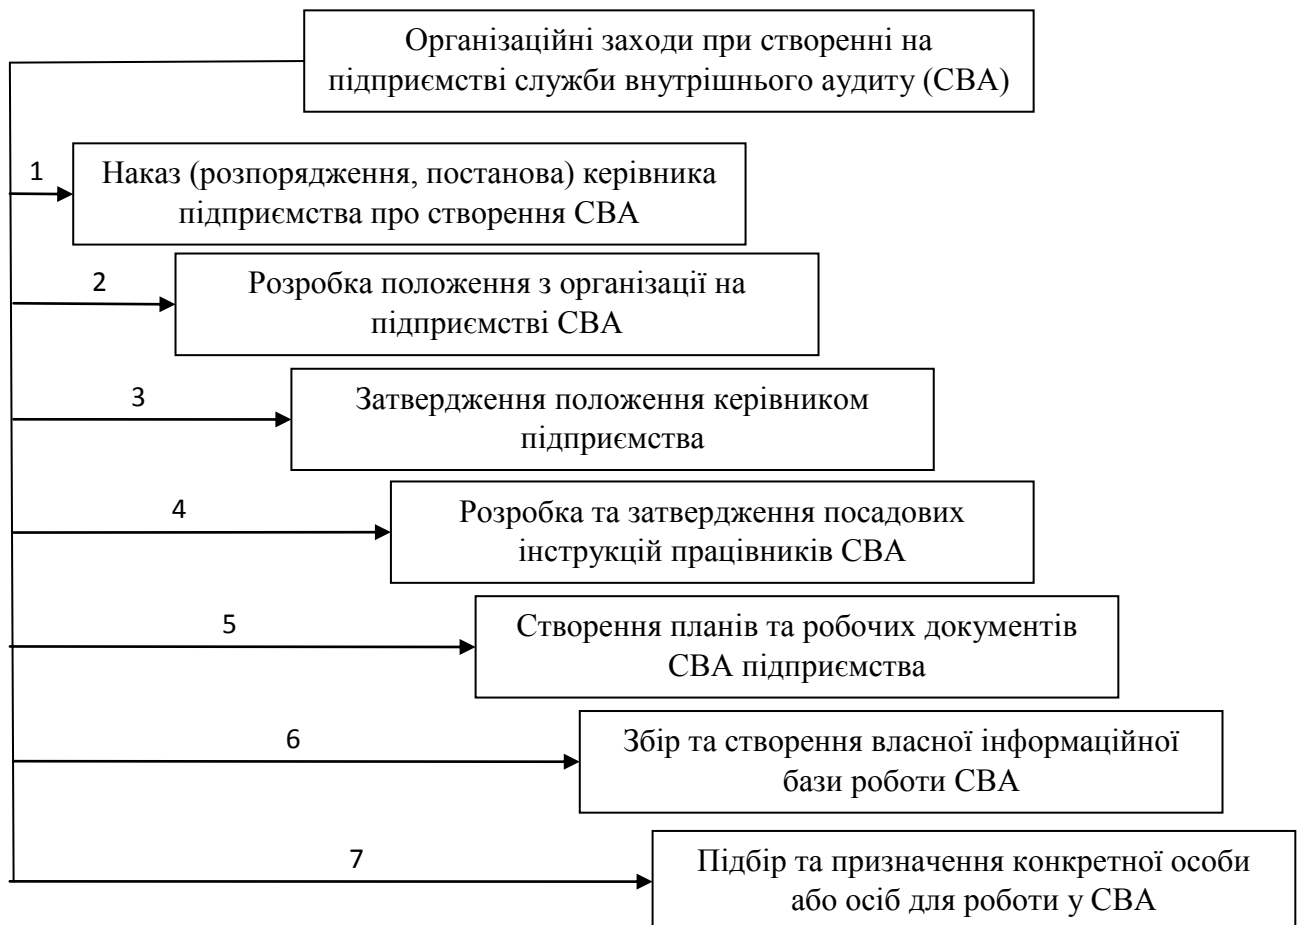 Організаційні заходи при створенні на
підприємстві служби внутрішнього аудиту (СВА)
1
Наказ (розпорядження, постанова) керівника
підприємства про створення СВА
2
Розробка положення з організації на
підприємстві СВА
3
Затвердження положення керівником
підприємства
4
Розробка та затвердження посадових
інструкцій працівників СВА
5
Створення планів та робочих документів
СВА підприємства
6
Збір та створення власної інформаційної
бази роботи СВА
7
Підбір та призначення конкретної особи
або осіб для роботи у СВА